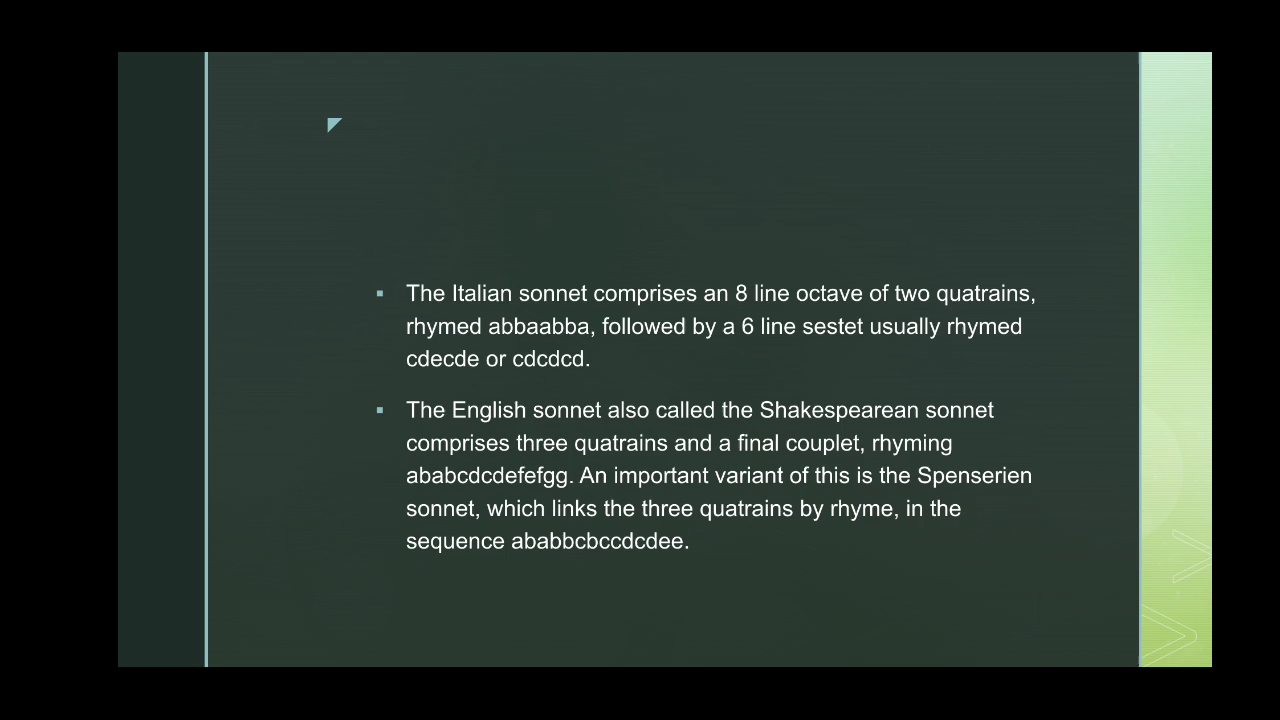 The Italian sonnet comprises an 8 line octave of two quatrains,
rhymed abbaabba, followed by a 6 line sestet usually rhymed
cdecde or cdcdcd.
The English sonnet also called the Shakespearean sonnet
comprises three quatrains and a final couplet, rhyming
ababcdcdefefgg. An important variant of this is the Spenserien
sonnet, which links the three quatrains by rhyme, in the
sequence ababbcbccdcdee.